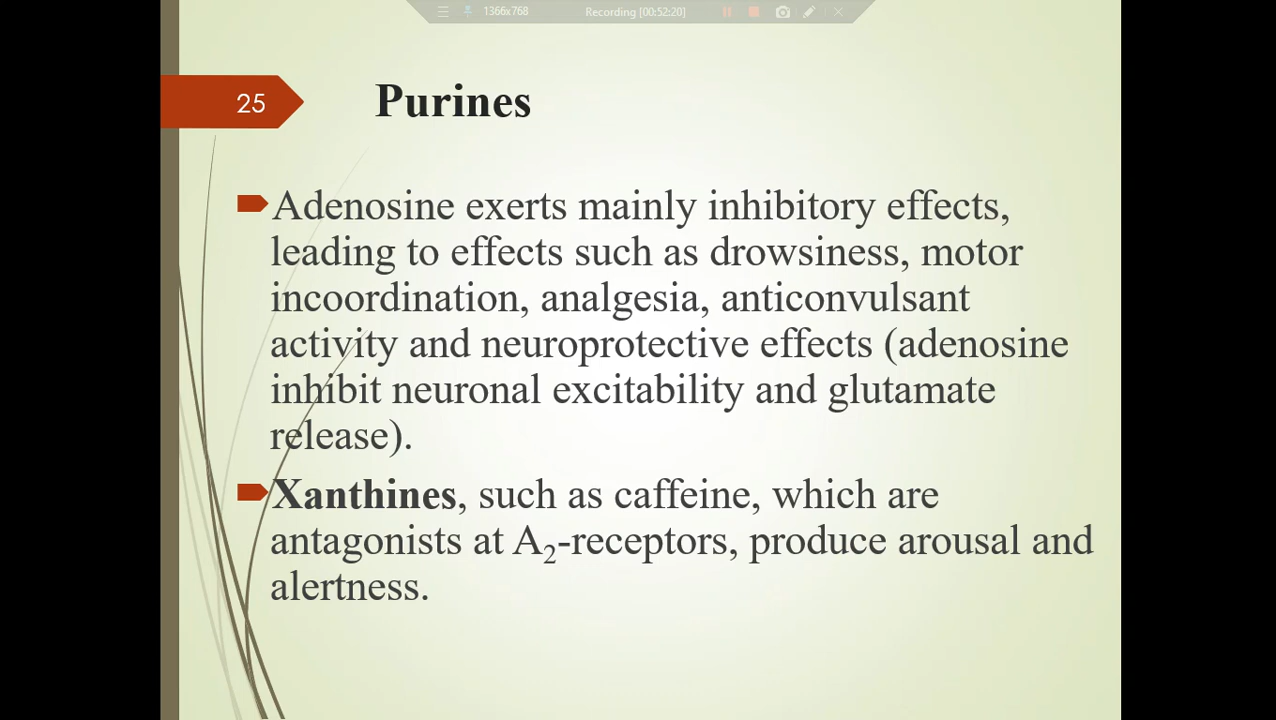 1366x768 Recording [00:52:20]
25
Purines
Adenosine exerts mainly inhibitory effects,
leading to effects such as drowsiness, motor
incoordination, analgesia, anticonvulsant
activity and neuroprotective effects (adenosine
inhibit neuronal excitability and glutamate
release).
Xanthines, such as caffeine, which are
antagonists at A₂-receptors, produce arousal and
alertness.